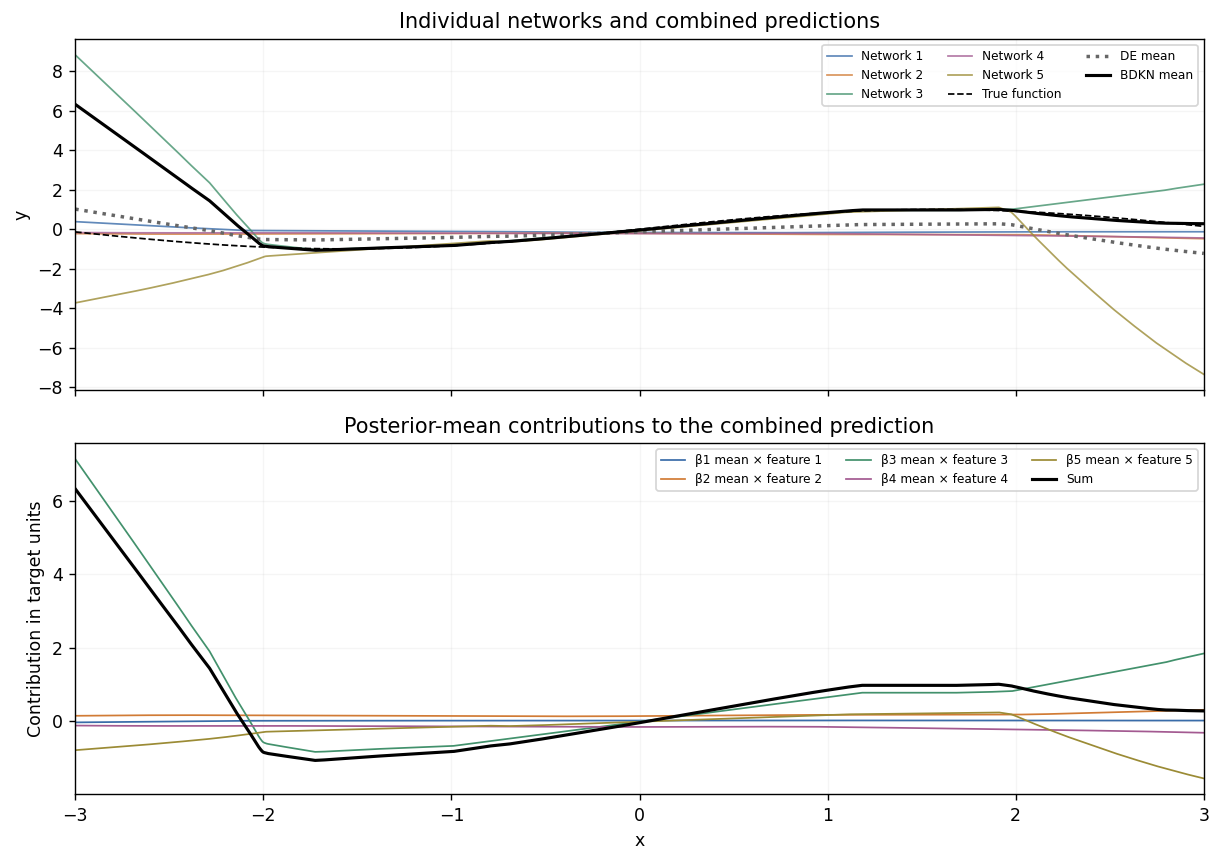 Individual networks and combined predictions
Network 1 Network 4 DE mean
Network 2 Network 5 BDKN mean
Network 3 True function
8
6
4
2
0
−2
−4
−6
−8
y
Posterior-mean contributions to the combined prediction
β1 mean × feature 1 β3 mean × feature 3 β5 mean × feature 5
β2 mean × feature 2 β4 mean × feature 4 Sum
6
4
2
0
Contribution in target units
−3 −2 −1 0 1 2 3
x